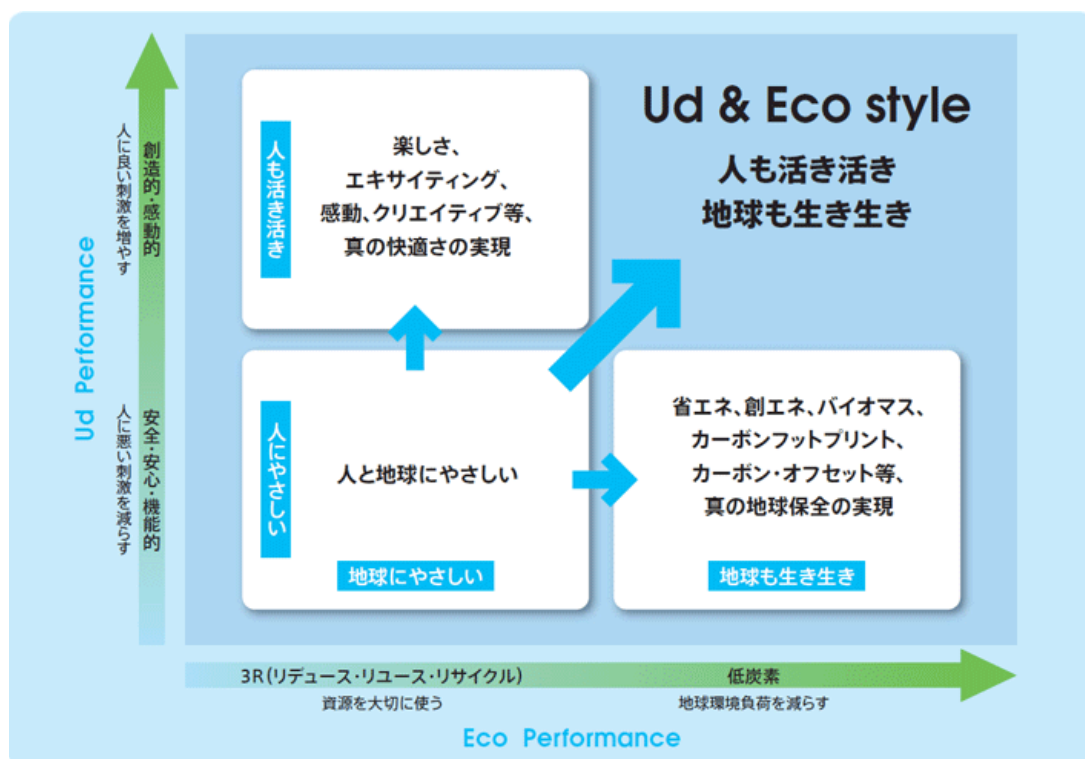 Ud & Eco style
人も活き活き
地球も生き生き
人も活き活き
楽しさ、
エキサイティング、
感動、クリエイティブ等、
真の快適さの実現
人にやさしい
人と地球にやさしい
地球にやさしい
省エネ、創エネ、バイオマス、
カーボンフットプリント、
カーボン・オフセット等、
真の地球保全の実現
地球も生き生き
Ud Performance
創造的・感動的
人に良い刺激を増やす
安全・安心・機能的
人に悪い刺激を減らす
3R(リデュース・リユース・リサイクル)
資源を大切に使う
低炭素
地球環境負荷を減らす
Eco Performance